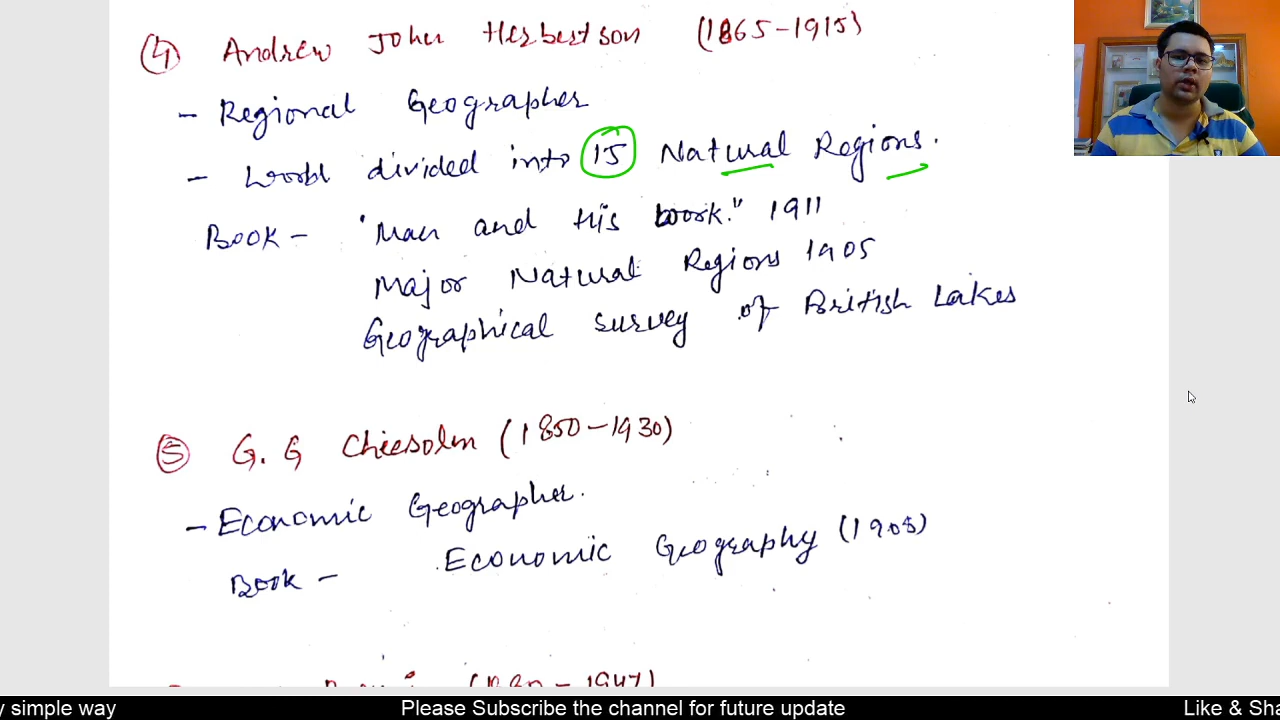 (4) Andrew John Herbertson (1865-1915)
- Regional Geographer
- World divided into 15 Natural Regions.
Book - "Man and His work." 1911
Major Natural Regions 1905
Geographical survey of British Lakes
(5) G. G Chiesolm (1850-1930)
- Economic Geographer.
Book - Economic Geography (1908)
- 1947)
y simple way
Please Subscribe the channel for future update
Like & Sha